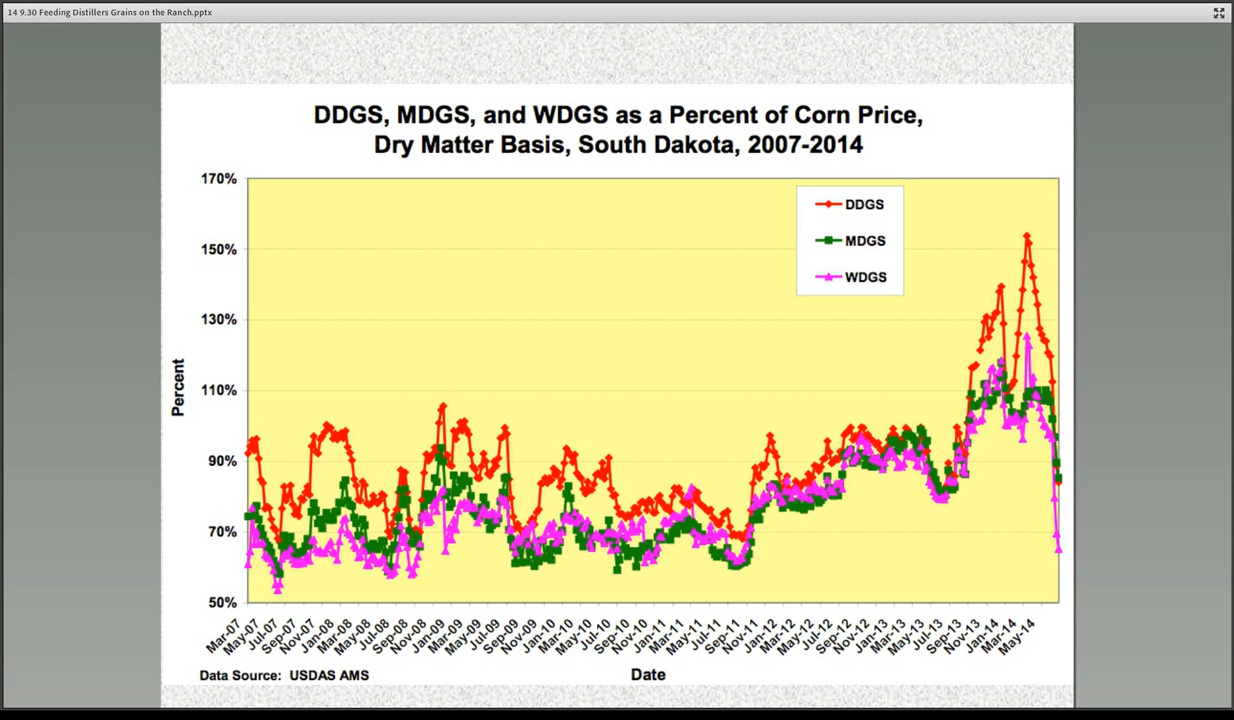 14 9.30 Feeding Distillers Grains on the Ranch.pptx
DDGS, MDGS, and WDGS as a Percent of Corn Price,
Dry Matter Basis, South Dakota, 2007-2014
170%
150%
130%
110%
90%
70%
50%
Percent
DDGS
MDGS
WDGS
Mar-07
May-07
Jul-07
Sep-07
Nov-07
Jan-08
Mar-08
May-08
Jul-08
Sep-08
Nov-08
Jan-09
Mar-09
May-09
Jul-09
Sep-09
Nov-09
Jan-10
Mar-10
May-10
Jul-10
Sep-10
Nov-10
Jan-11
Mar-11
May-11
Jul-11
Sep-11
Nov-11
Jan-12
Mar-12
May-12
Jul-12
Sep-12
Nov-12
Jan-13
Mar-13
May-13
Jul-13
Sep-13
Nov-13
Jan-14
Mar-14
May-14
Data Source: USDAS AMS
Date